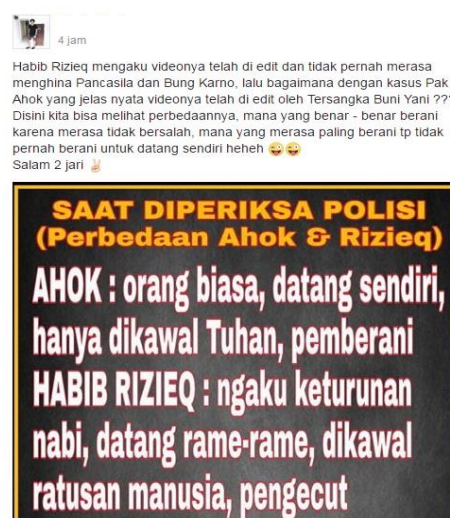 4 jam
Habib Rizieq mengaku videonya telah di edit dan tidak pernah merasa
menghina Pancasila dan Bung Karno, lalu bagaimana dengan kasus Pak
Ahok yang jelas nyata videonya telah di edit oleh Tersangka Buni Yani ???
Disini kita bisa melihat perbedaannya, mana yang benar - benar berani
karena merasa tidak bersalah, mana yang merasa paling berani tp tidak
pernah berani untuk datang sendiri heheh 😜😜
Salam 2 jari ✌
SAAT DIPERIKSA POLISI
(Perbedaan Ahok & Rizieq)
AHOK : orang biasa, datang sendiri,
hanya dikawal Tuhan, pemberani
HABIB RIZIEQ : ngaku keturunan
nabi, datang rame-rame, dikawal
ratusan manusia, pengecut